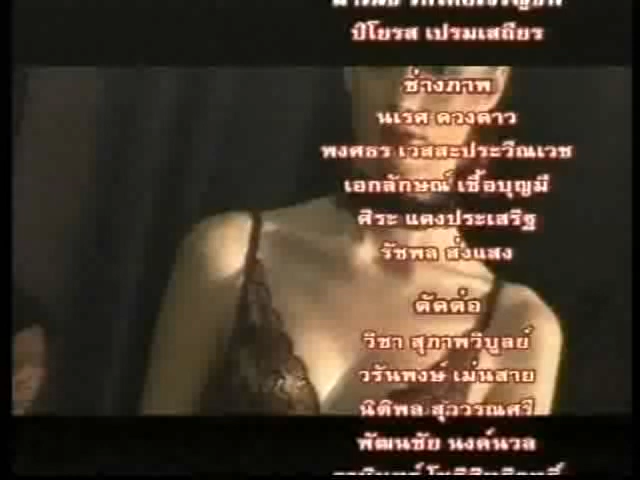 ปิโยรส เปรมเสถียร
ช่างภาพ
นเรศ ดวงดาว
พงศธร เวสสะประวีณเวช
เอกลักษณ์ เชื้อบุญมี
ศิระ แดงประเสริฐ
รัชพล ส่งแสง
ตัดต่อ
วิชา สุภาพวิบูลย์
วรันพงษ์ เม่นสาย
นิติพล สุวรรณศรี
พัฒนชัย นงค์นวล